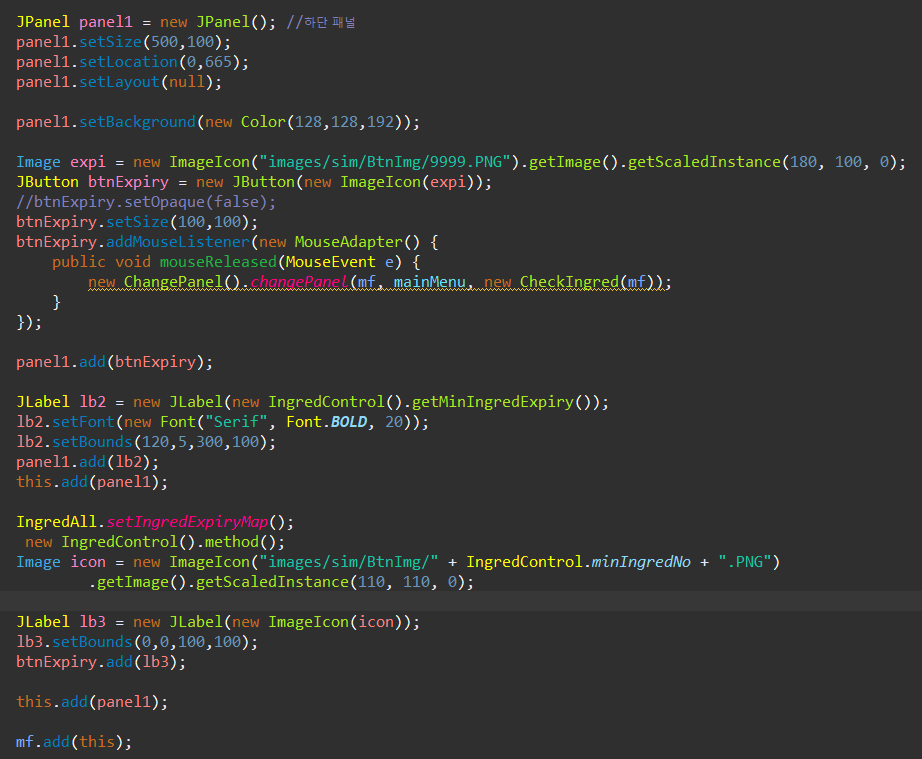 JPanel panel1 = new JPanel(); //하단 패널
panel1.setSize(500,100);
panel1.setLocation(0,665);
panel1.setLayout(null);
panel1.setBackground(new Color(128,128,192));
Image expi = new ImageIcon("images/sim/BtnImg/9999.PNG").getImage().getScaledInstance(180, 100, 0);
JButton btnExpiry = new JButton(new ImageIcon(expi));
//btnExpiry.setOpaque(false);
btnExpiry.setSize(100,100);
btnExpiry.addMouseListener(new MouseAdapter() {
    public void mouseReleased(MouseEvent e) {
        new ChangePanel().changePanel(mf, mainMenu, new CheckIngred(mf));
    }
});
panel1.add(btnExpiry);
JLabel lb2 = new JLabel(new IngredControl().getMinIngredExpiry());
lb2.setFont(new Font("Serif", Font.BOLD, 20));
lb2.setBounds(120,5,300,100);
panel1.add(lb2);
this.add(panel1);
IngredAll.setIngredExpiryMap();
 new IngredControl().method();
Image icon = new ImageIcon("images/sim/BtnImg/" + IngredControl.minIngredNo + ".PNG")
        .getImage().getScaledInstance(110, 110, 0);
JLabel lb3 = new JLabel(new ImageIcon(icon));
lb3.setBounds(0,0,100,100);
btnExpiry.add(lb3);
this.add(panel1);
mf.add(this);